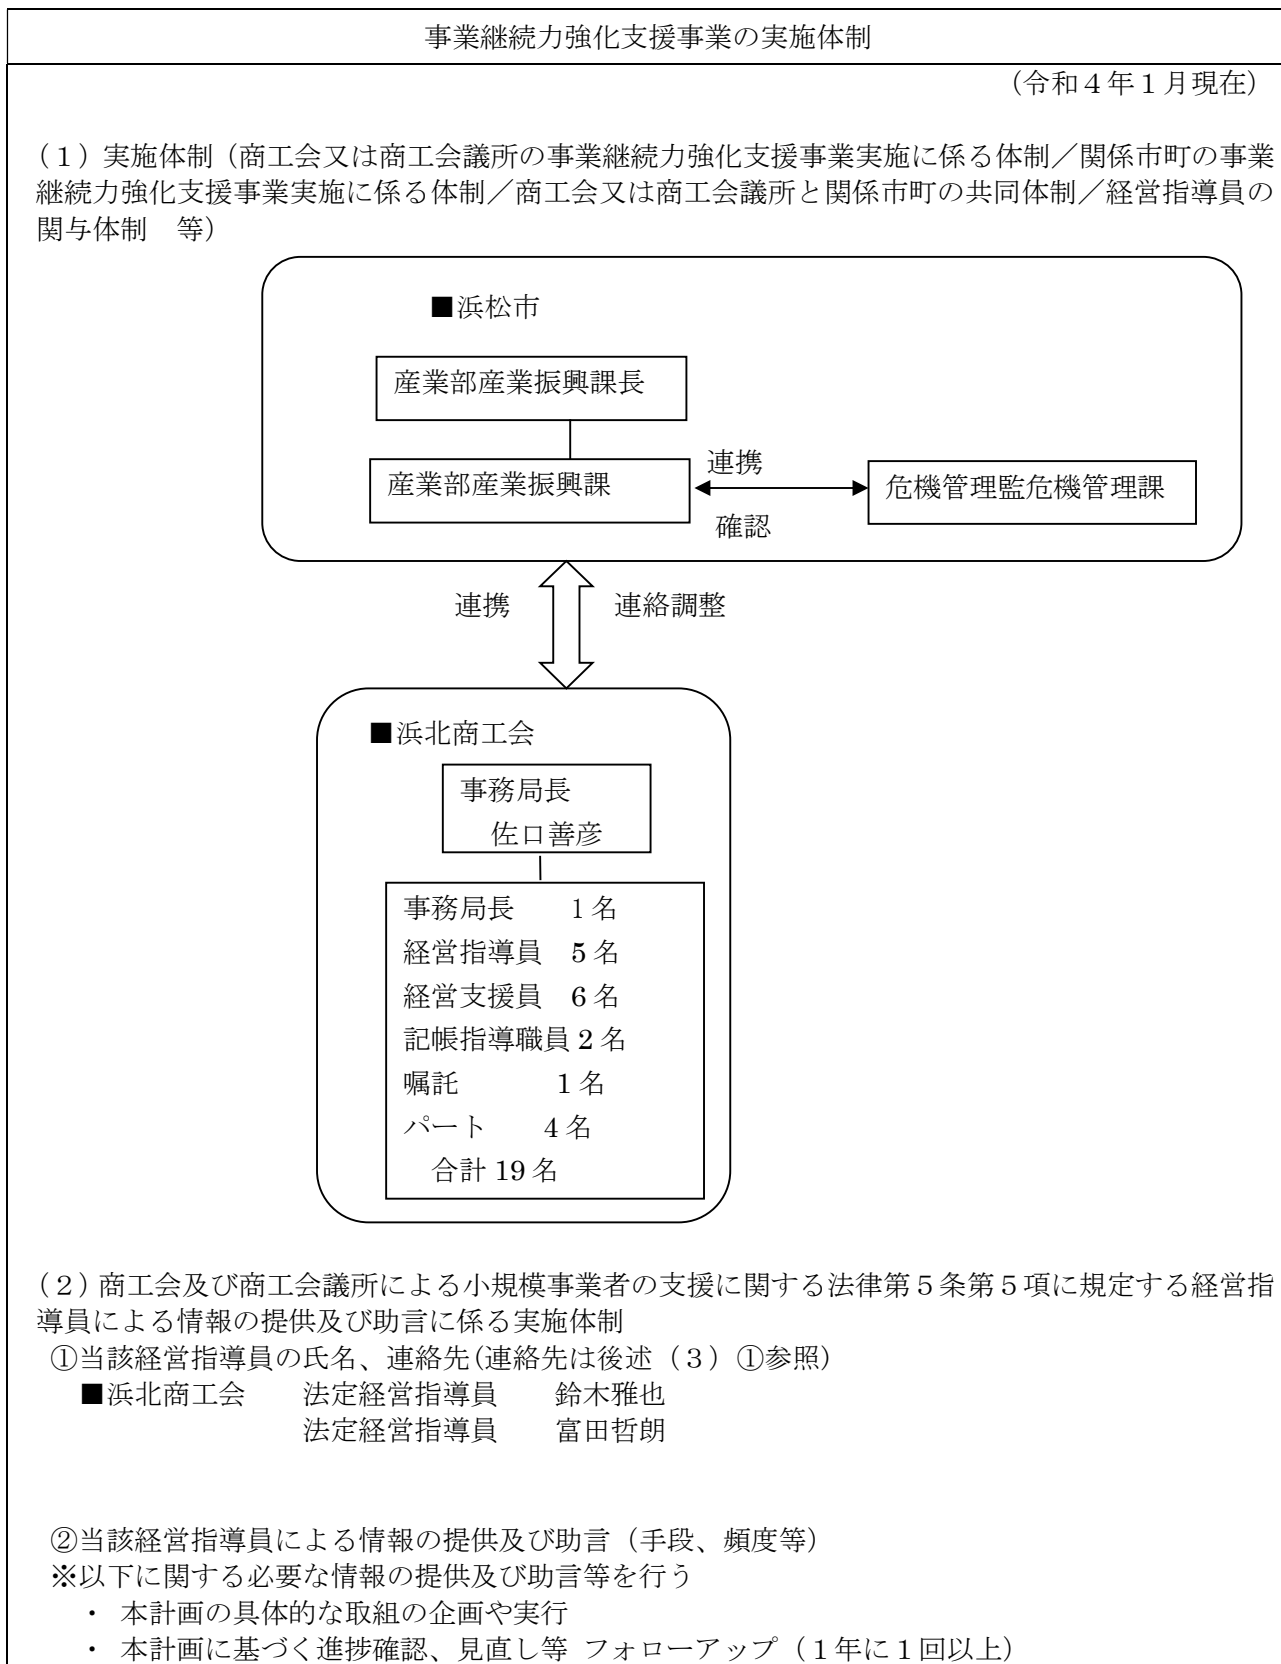 事業継続力強化支援事業の実施体制
（令和４年１月現在）
（１）実施体制（商工会又は商工会議所の事業継続力強化支援事業実施に係る体制／関係市町の事業
継続力強化支援事業実施に係る体制／商工会又は商工会議所と関係市町の共同体制／経営指導員の
関与体制　等）
■浜松市
産業部産業振興課長
産業部産業振興課
連携
確認
危機管理監危機管理課
連携
連絡調整
■浜北商工会
事務局長
佐口善彦
事務局長　　1 名
経営指導員　5 名
経営支援員　6 名
記帳指導職員 2 名
嘱託　　　　　1 名
パート　　4 名
合計 19 名
（２）商工会及び商工会議所による小規模事業者の支援に関する法律第５条第５項に規定する経営指
導員による情報の提供及び助言に係る実施体制
①当該経営指導員の氏名、連絡先(連絡先は後述（３）①参照）
■浜北商工会　　法定経営指導員　　鈴木雅也
法定経営指導員　　富田哲朗
②当該経営指導員による情報の提供及び助言（手段、頻度等）
※以下に関する必要な情報の提供及び助言等を行う
・ 本計画の具体的な取組の企画や実行
・ 本計画に基づく進捗確認、見直し等 フォローアップ（１年に１回以上）